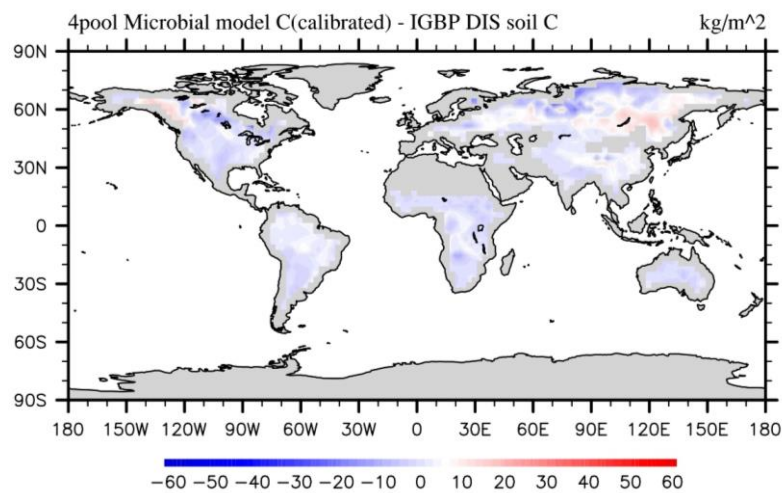 4pool Microbial model C(calibrated) - IGBP DIS soil C kg/m^2
90N
60N
30N
0
30S
60S
90S
180 150W 120W 90W 60W 30W 0 30E 60E 90E 120E 150E 180
-60 -50 -40 -30 -20 -10 0 10 20 30 40 50 60